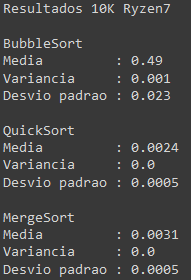 Resultados 10K Ryzen7
BubbleSort
Media : 0.49
Variancia : 0.001
Desvio padrao : 0.023
QuickSort
Media : 0.0024
Variancia : 0.0
Desvio padrao : 0.0005
MergeSort
Media : 0.0031
Variancia : 0.0
Desvio padrao : 0.0005